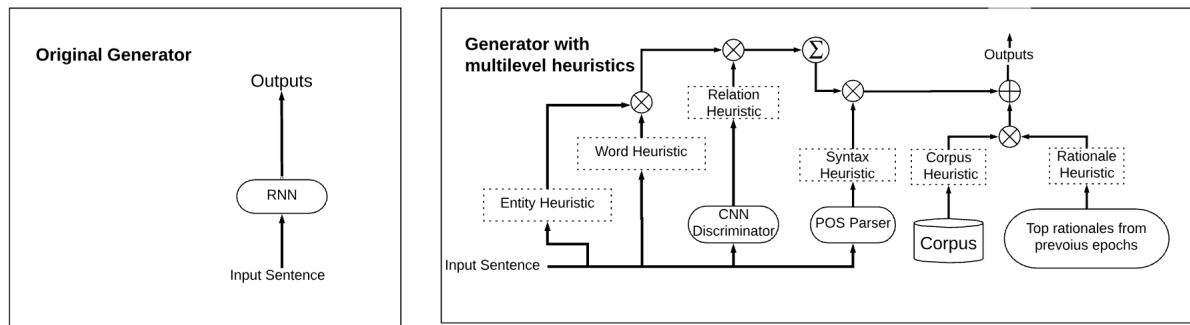 Original Generator
Outputs
RNN
Input Sentence
Generator with
multilevel heuristics
Σ
Outputs
Relation
Heuristic
Word Heuristic
Syntax
Heuristic
Corpus
Heuristic
Rationale
Heuristic
Entity Heuristic
CNN
Discriminator
POS Parser
Corpus
Top rationales from
prevoius epochs
Input Sentence